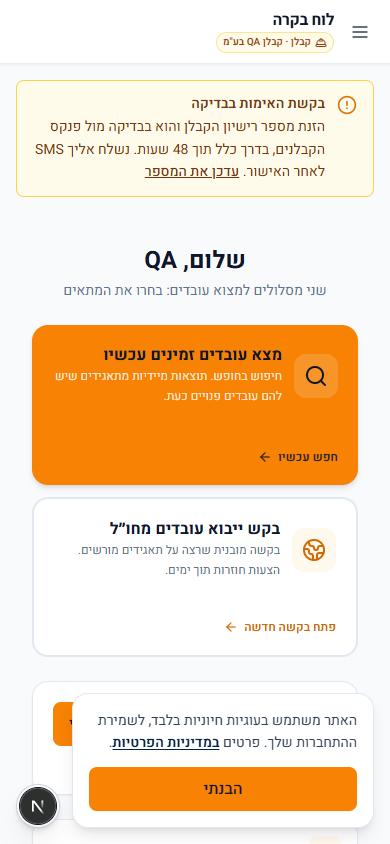 לוח בקרה
קבלן · קבלן QA בע"מ
בקשת האימות בבדיקה
הזנת מספר רישיון הקבלן והוא בבדיקה מול פנקס
הקבלנים, בדרך כלל תוך 48 שעות. נשלח אליך SMS
לאחר האישור. עדכן את המספר
שלום, QA
שני מסלולים למצוא עובדים: בחרו את המתאים
מצא עובדים זמינים עכשיו
חיפוש בחופש. תוצאות מיידיות מתאגידים שיש
להם עובדים פנויים כעת.
חפש עכשיו
בקש ייבוא עובדים מחו״ל
בקשה מובנית שרצה על תאגידים מורשים.
הצעות חוזרות תוך ימים.
פתח בקשה חדשה
האתר משתמש בעוגיות חיוניות בלבד, לשמירת
ההתחברות שלך. פרטים במדיניות הפרטיות.
הבנתי
N